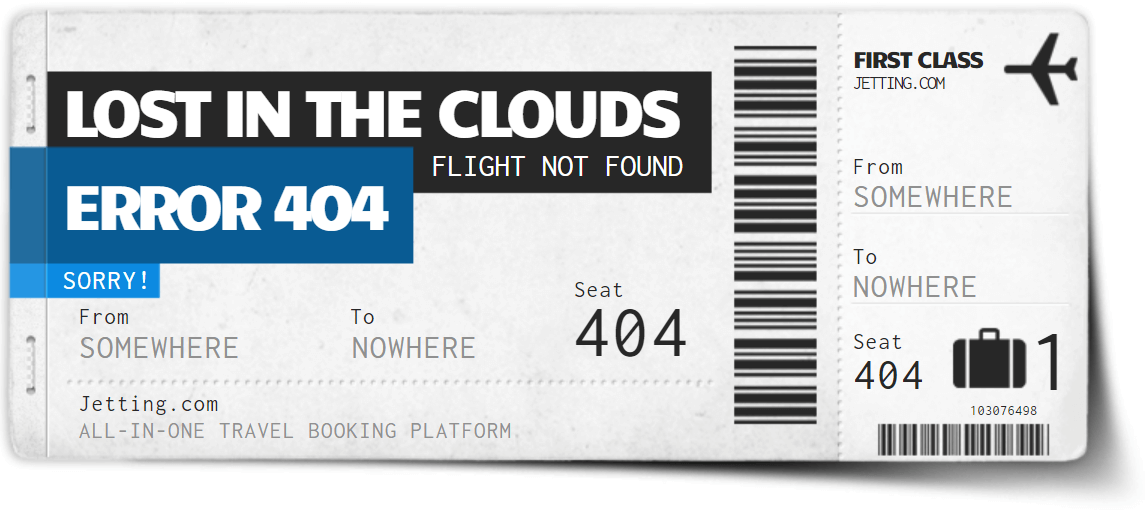 LOST IN THE CLOUDS
FLIGHT NOT FOUND
ERROR 404
SORRY!
From
SOMEWHERE
To
NOWHERE
Seat
404
Jetting.com
ALL-IN-ONE TRAVEL BOOKING PLATFORM
FIRST CLASS
JETTING.COM
From
SOMEWHERE
To
NOWHERE
Seat
404
1
103076498